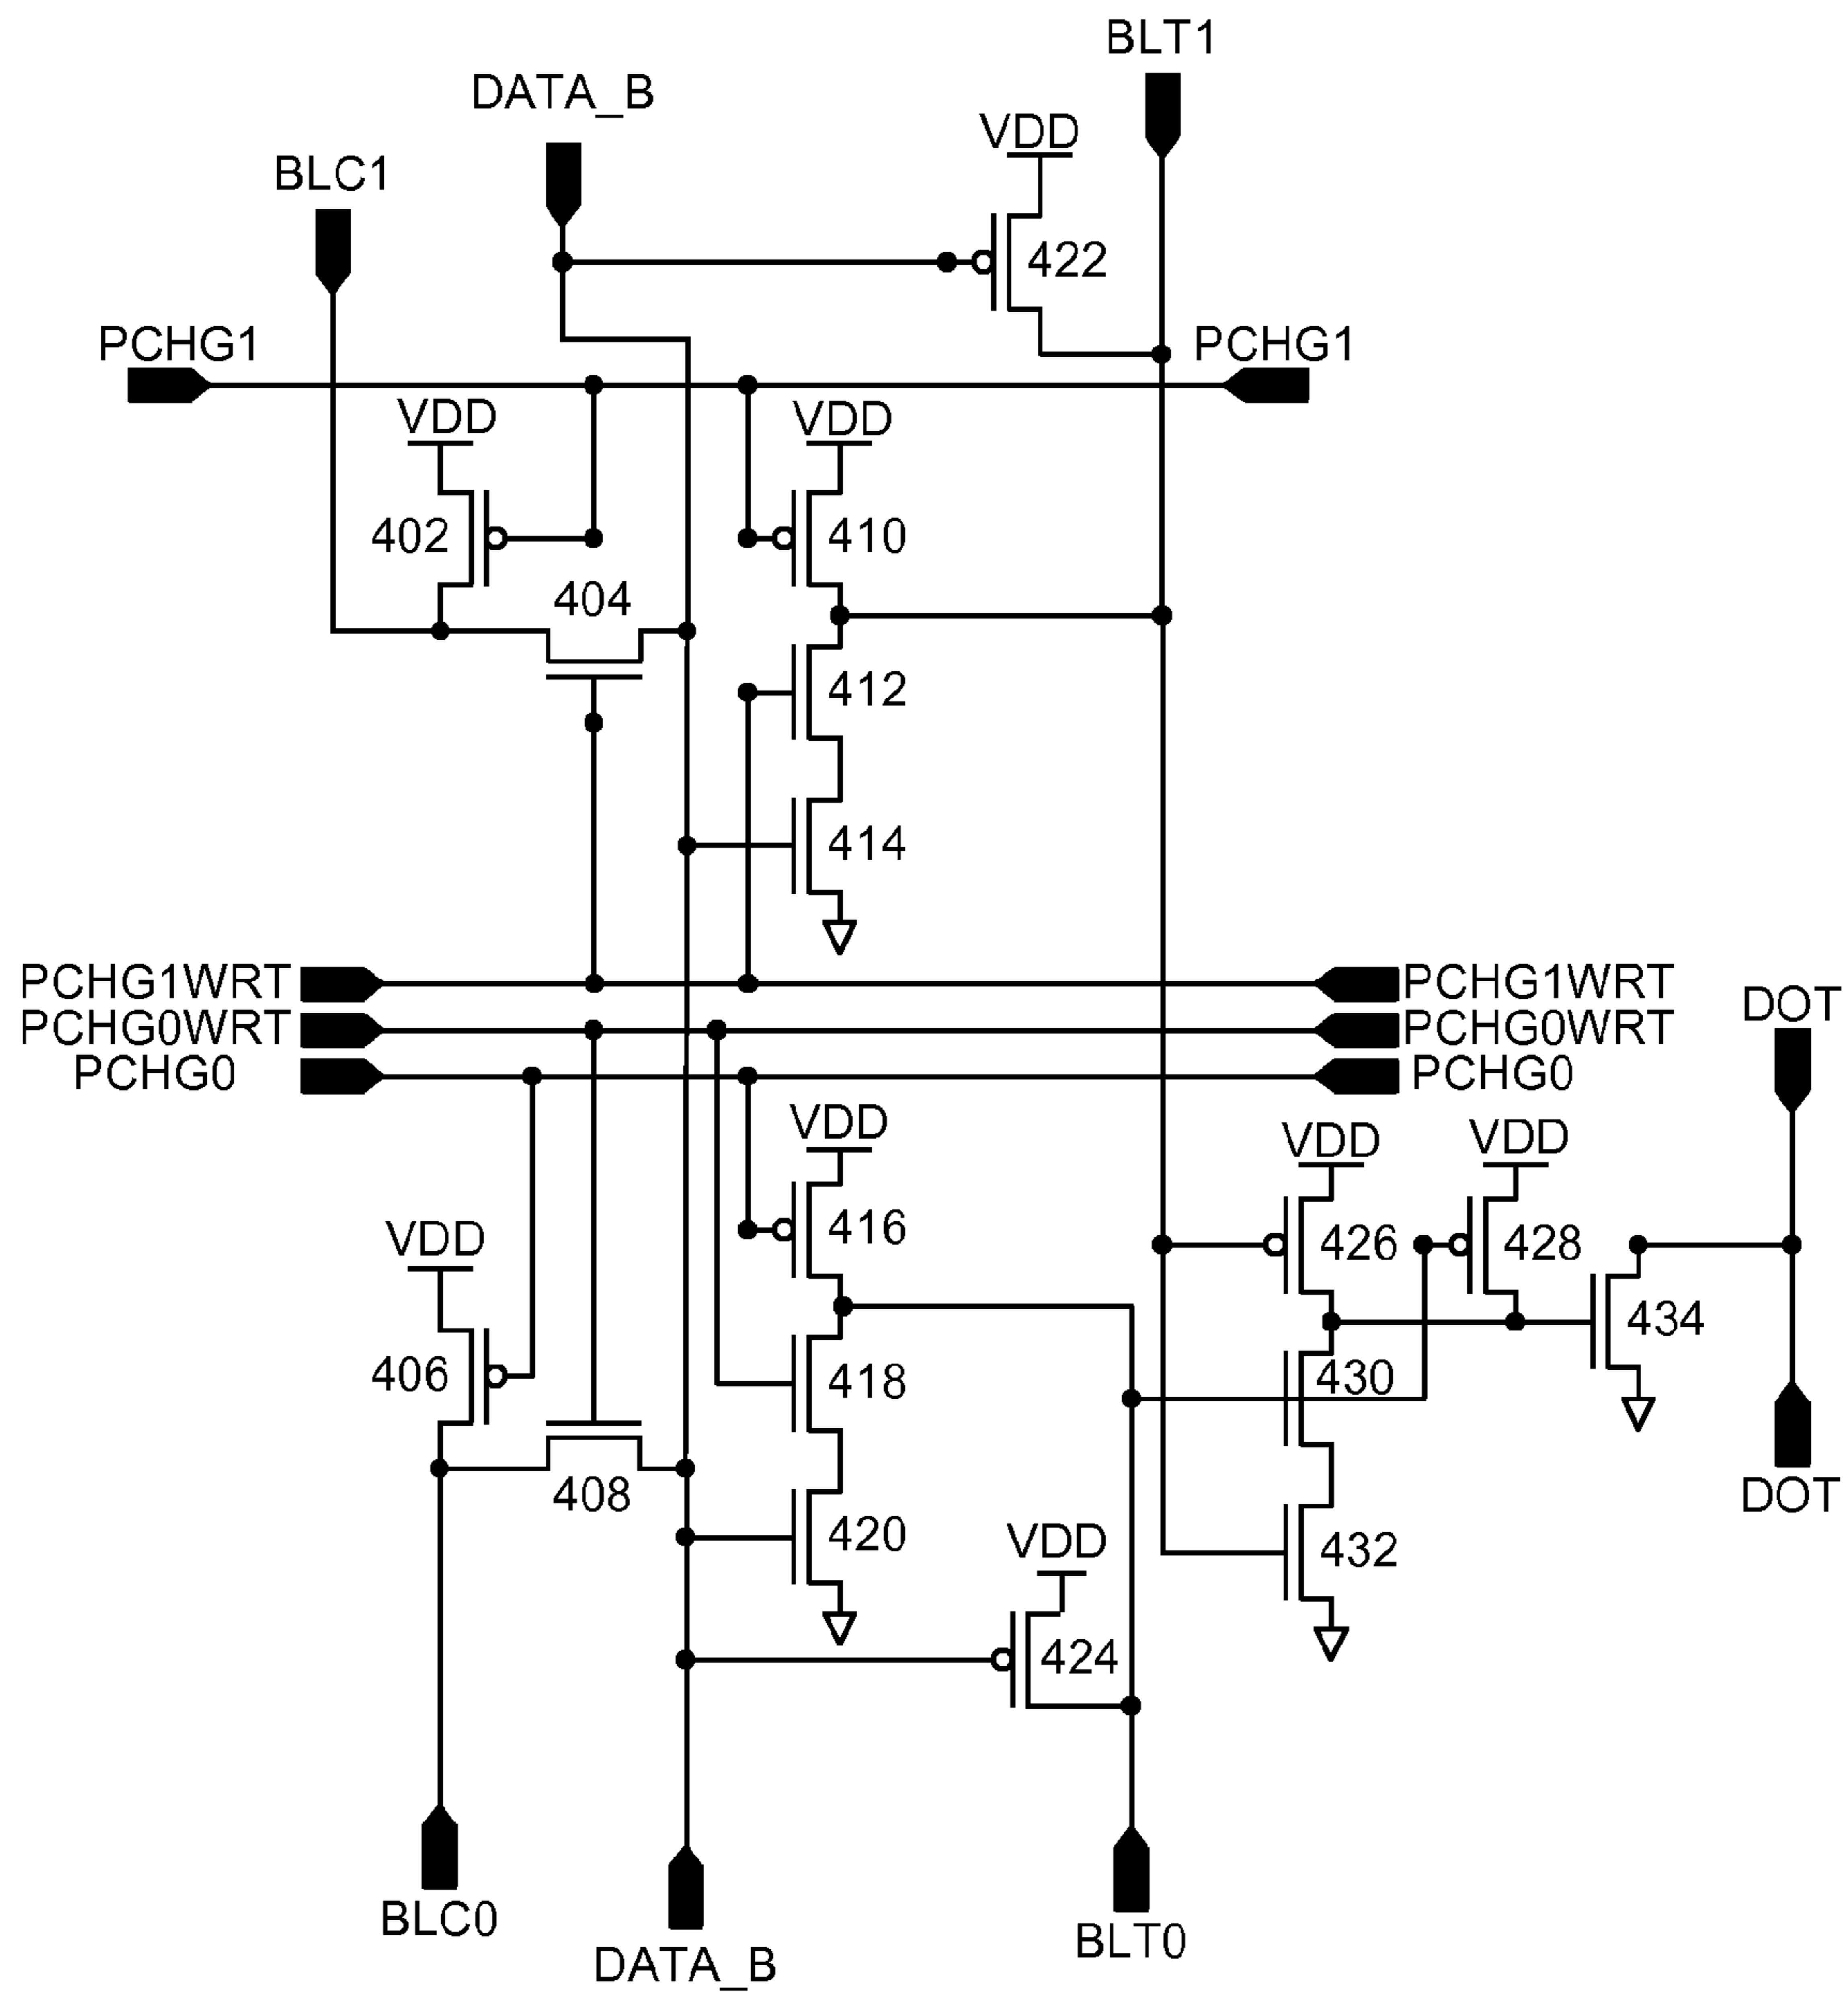 BLT1
DATA_B
VDD
BLC1
422
PCHG1
PCHG1
VDD
VDD
402
410
404
412
414
PCHG1WRT
PCHG1WRT
PCHG0WRT
PCHG0WRT
DOT
PCHG0
PCHG0
VDD
VDD
VDD
416
VDD
426
428
434
406
418
430
408
420
VDD
432
424
DOT
BLC0
BLT0
DATA_B